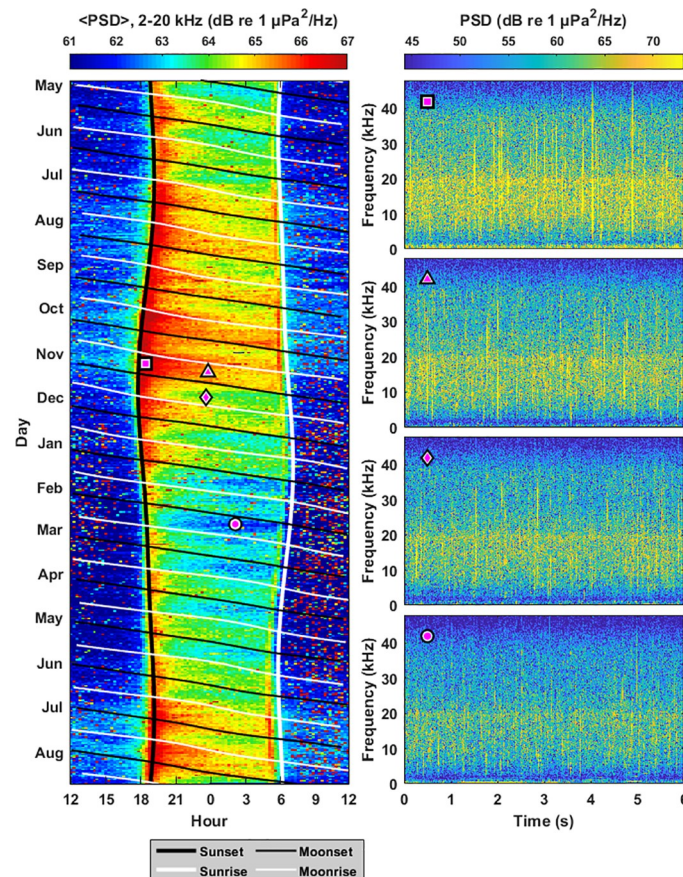 <PSD>, 2-20 kHz (dB re 1 µPa²/Hz)
61 62 63 64 65 66 67
May
Jun
Jul
Aug
Sep
Oct
Nov
Dec
Jan
Feb
Mar
Apr
May
Jun
Jul
Aug
Day
12 18 21 0 3 6 12
Hour
Sunset Moonset
Sunrise Moonrise
PSD (dB re 1 µPa²/Hz)
45 50 55 60 65 70
Frequency (kHz)
40
30
20
10
0
Frequency (kHz)
40
30
20
10
0
Frequency (kHz)
40
30
20
10
0
Frequency (kHz)
40
30
20
10
0
0 1 2 3 4 5 6
Time (s)